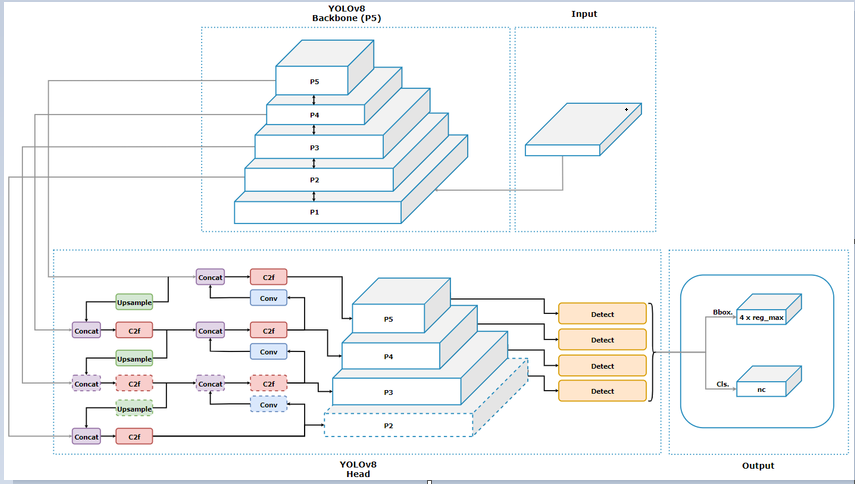 YOLOv8
Backbone (P5)
Input
P5
P4
P3
P2
P1
Concat
C2f
Upsample
Conv
Concat
C2f
Concat
C2f
Upsample
Conv
Concat
C2f
Concat
C2f
Upsample
Conv
Concat
C2f
P5
P4
P3
P2
Detect
Detect
Detect
Detect
Bbox.
4 x reg_max
Cls.
nc
YOLOv8
Head
Output